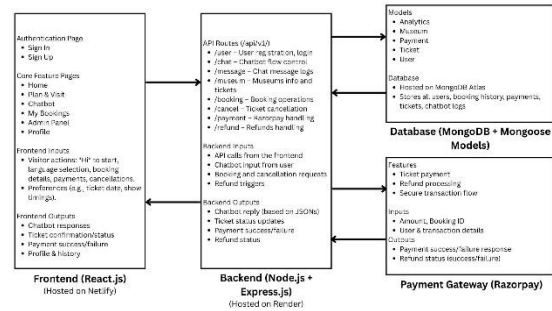 Authentication Page
• Sign In
• Sign Up
Core Feature Pages
• Home
• Plan & Visit
• Chatbot
• My Bookings
• Admin Panel
• Profile
Frontend Inputs
• Visitor actions: "Hi" to start,
language selection, booking
details, payments, cancellations.
• Preferences (e.g., ticket date, show
timings).
Frontend Outputs
• Chatbot responses
• Ticket confirmation/status
• Payment success/failure
• Profile & history
Frontend (React.js)
(Hosted on Netlify)
API Routes (/api/v1/)
• /user – User registration, login
• /chat – Chatbot flow control
• /message – Chat message logs
• /museum – Museums info and
tickets
• /booking – Booking operations
• /cancel – Ticket cancellation
• /payment – Razorpay handling
• /refund – Refunds handling
Backend Inputs
• API calls from the frontend
• Chatbot input from user
• Booking and cancellation requests
• Refund triggers
Backend Outputs
• Chatbot reply (based on JSONs)
• Ticket status updates
• Payment success/failure
• Refund status
Backend (Node.js +
Express.js)
(Hosted on Render)
Models
• Analytics
• Museum
• Payment
• Ticket
• User
Database
• Hosted on MongoDB Atlas
• Stores all users, booking history, payments,
tickets, chatbot logs
Database (MongoDB + Mongoose
Models)
Features
• Ticket payment
• Refund processing
• Secure transaction flow
Inputs
• Amount, Booking ID
• User & transaction details
Outputs
• Payment success/failure response
• Refund status (success/failure)
Payment Gateway (Razorpay)